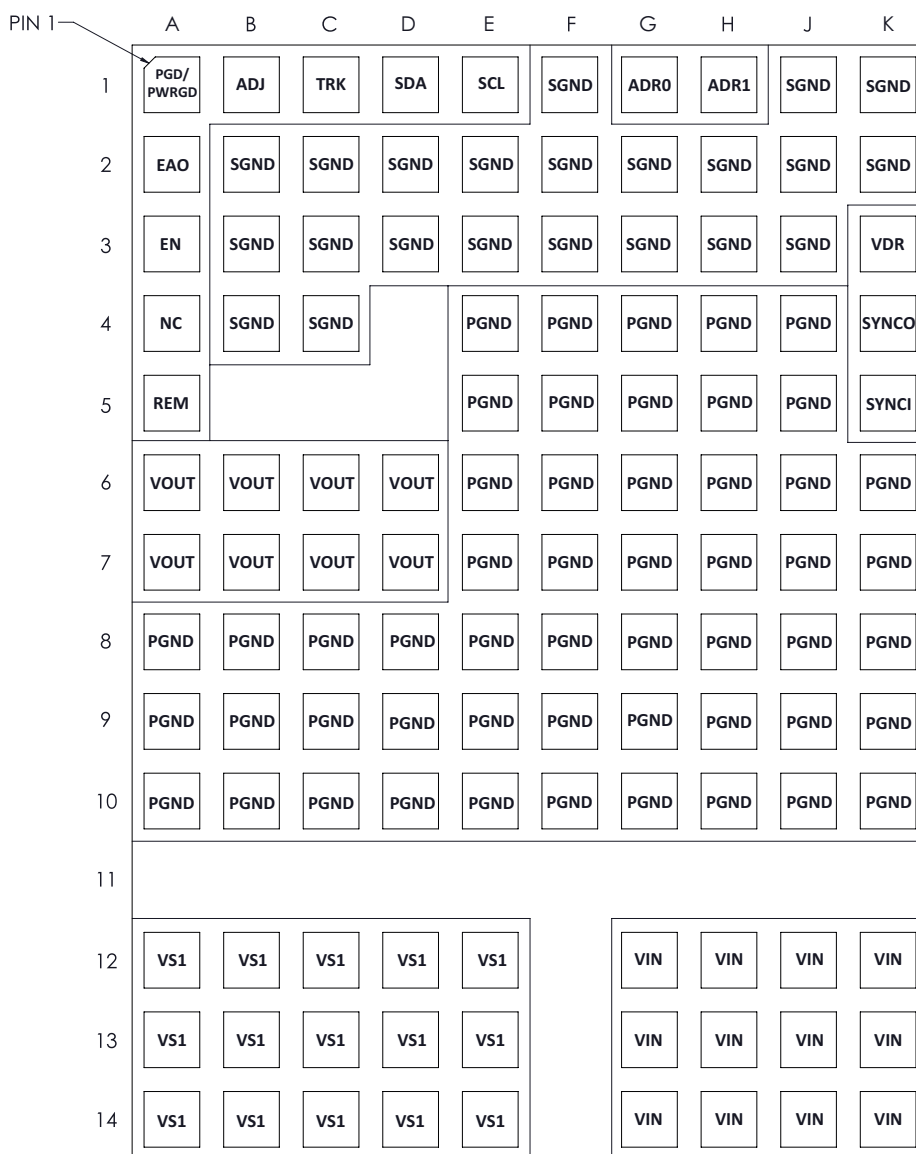 PIN 1 A B C D E F G H J K
1 PGD/ PWRGD ADJ TRK SDA SCL SGND ADR0 ADR1 SGND SGND
2 EAO SGND SGND SGND SGND SGND SGND SGND SGND SGND
3 EN SGND SGND SGND SGND SGND SGND SGND SGND VDR
4 NC SGND SGND PGND PGND PGND PGND PGND SYNCO
5 REM PGND PGND PGND PGND PGND SYNCI
6 VOUT VOUT VOUT VOUT PGND PGND PGND PGND PGND PGND
7 VOUT VOUT VOUT VOUT PGND PGND PGND PGND PGND PGND
8 PGND PGND PGND PGND PGND PGND PGND PGND PGND PGND
9 PGND PGND PGND PGND PGND PGND PGND PGND PGND PGND
10 PGND PGND PGND PGND PGND PGND PGND PGND PGND PGND
11
12 VS1 VS1 VS1 VS1 VS1 VIN VIN VIN VIN
13 VS1 VS1 VS1 VS1 VS1 VIN VIN VIN VIN
14 VS1 VS1 VS1 VS1 VS1 VIN VIN VIN VIN